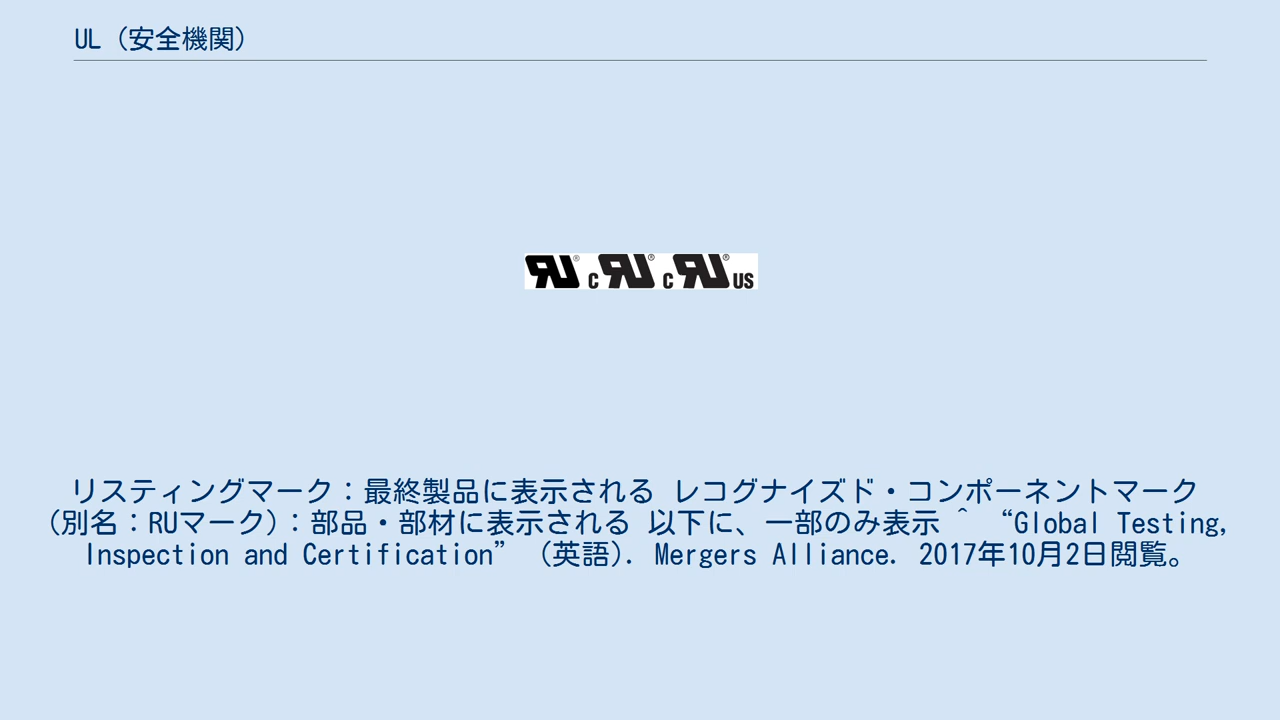 UL（安全機関）
RU® C RU® C RU® US
リスティングマーク：最終製品に表示される レコグナイズド・コンポーネントマーク
（別名：RUマーク）：部品・部材に表示される 以下に、一部のみ表示 ^ “Global Testing,
Inspection and Certification” （英語）. Mergers Alliance. 2017年10月2日閲覧。